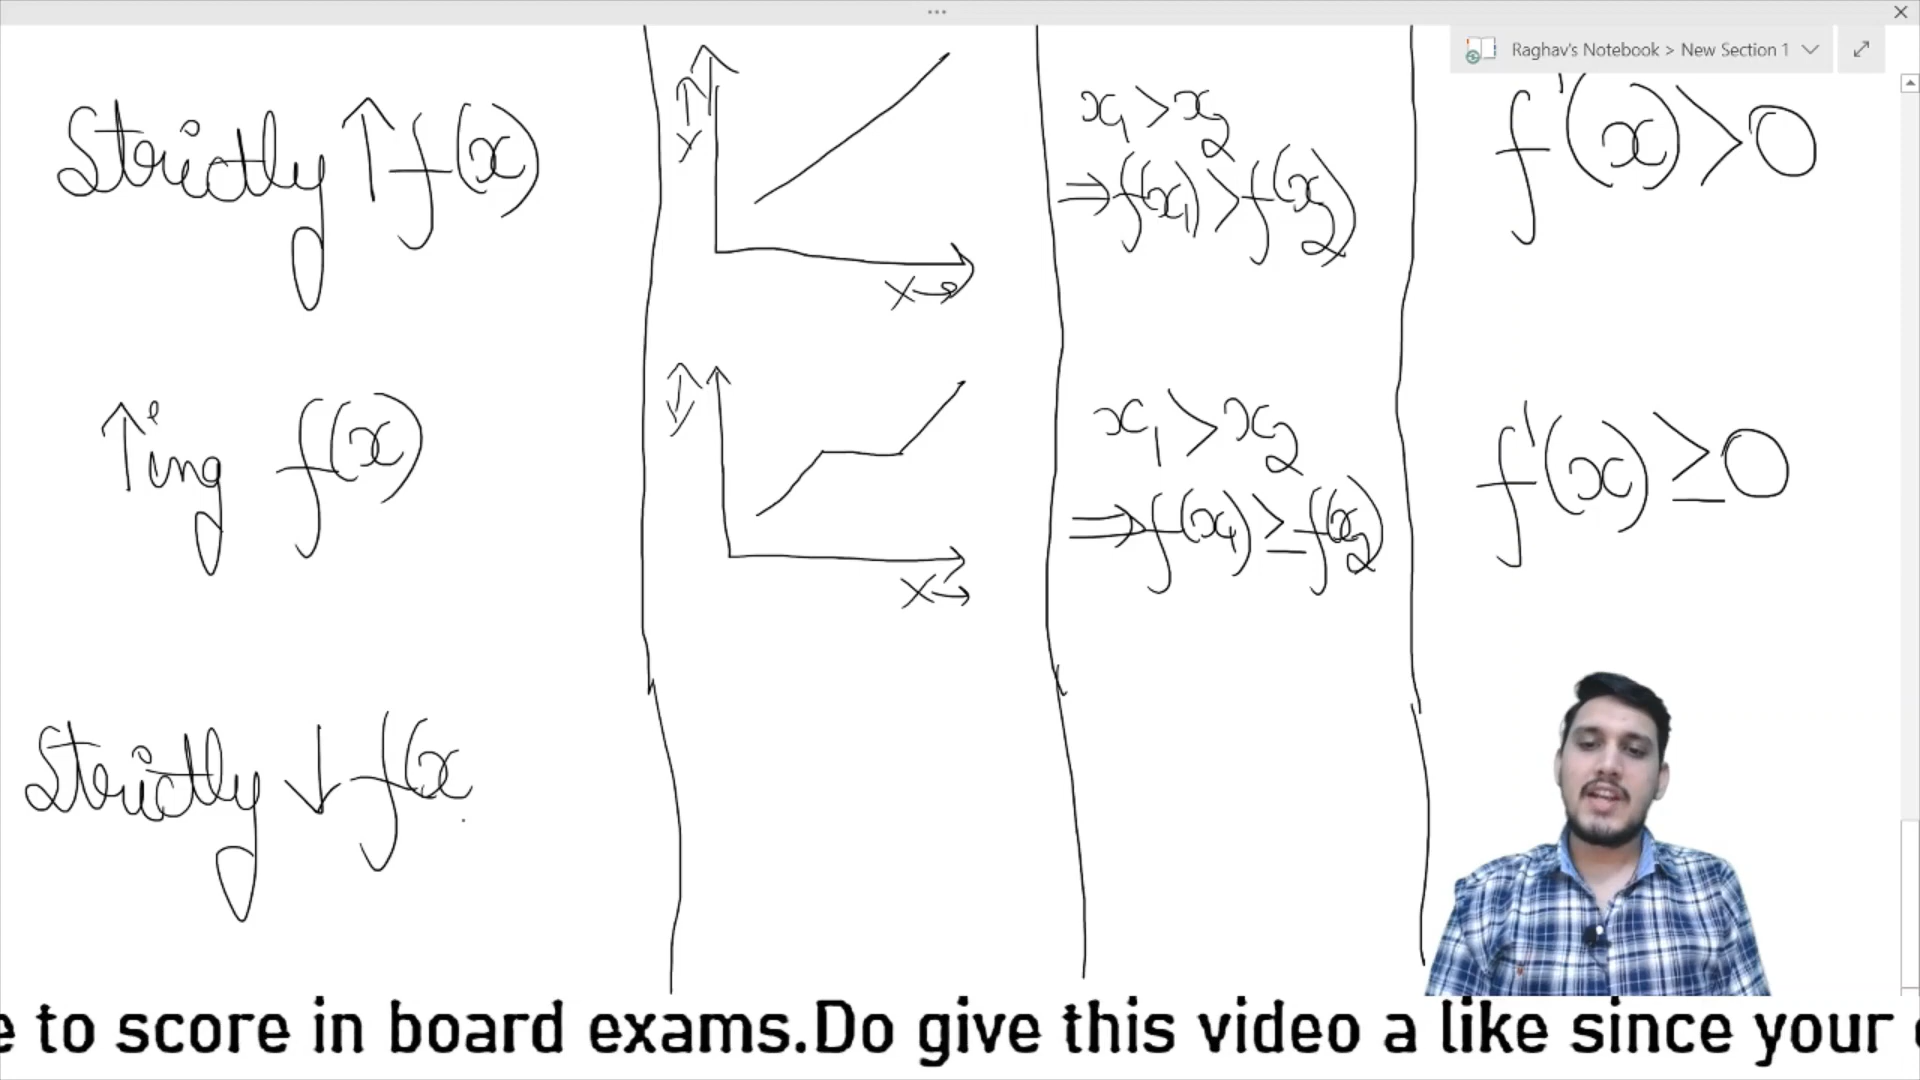 Raghav's Notebook > New Section 1
Strictly ↑ f(x)
Y→
X→
x₁ > x₂
⇒ f(x₁) > f(x₂)
f'(x) > 0
↑ing f(x)
Y→
X→
x₁ > x₂
⇒ f(x₁) ≥ f(x₂)
f'(x) ≥ 0
Strictly ↓ f(x
e to score in board exams.Do give this video a like since your